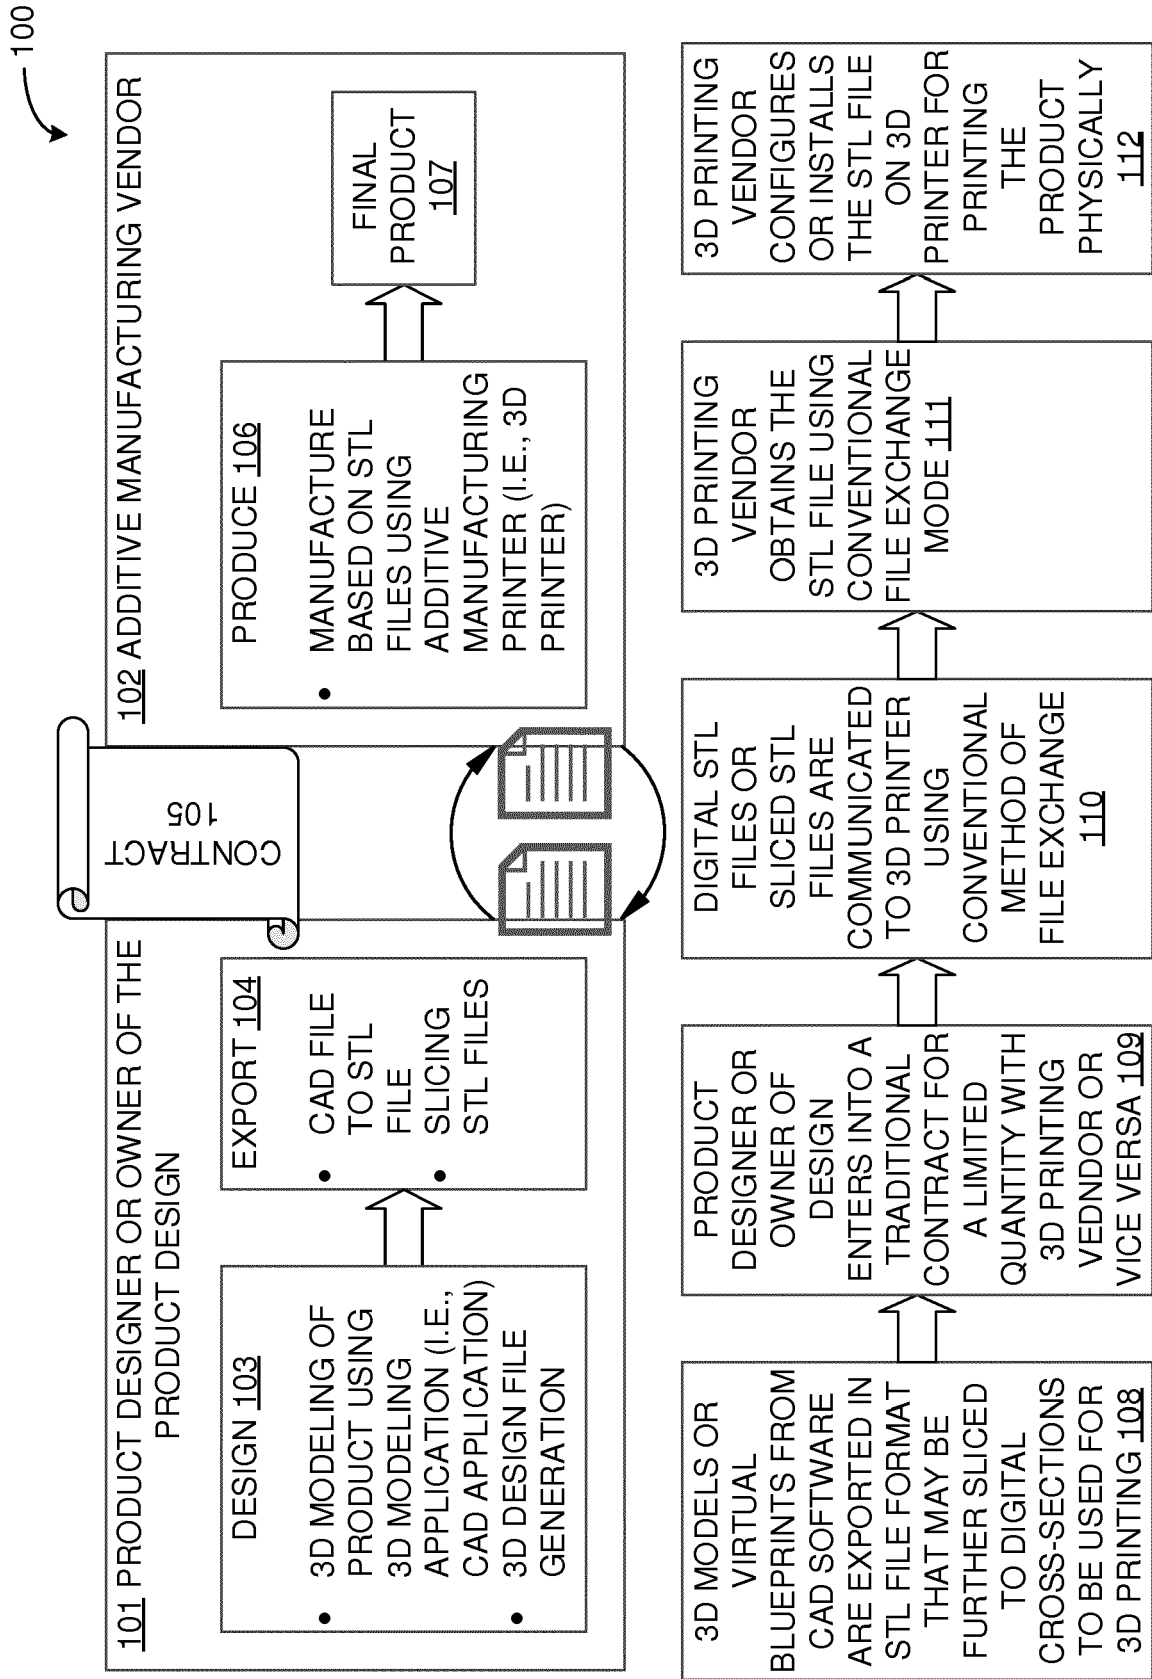 100
101 PRODUCT DESIGNER OR OWNER OF THE
PRODUCT DESIGN
DESIGN 103
• 3D MODELING OF
PRODUCT USING
3D MODELING
APPLICATION (I.E.,
CAD APPLICATION)
• 3D DESIGN FILE
GENERATION
EXPORT 104
• CAD FILE
TO STL
FILE
• SLICING
STL FILES
CONTRACT
105
102 ADDITIVE MANUFACTURING VENDOR
PRODUCE 106
• MANUFACTURE
BASED ON STL
FILES USING
ADDITIVE
MANUFACTURING
PRINTER (I.E., 3D
PRINTER)
FINAL
PRODUCT
107
3D MODELS OR
VIRTUAL
BLUEPRINTS FROM
CAD SOFTWARE
ARE EXPORTED IN
STL FILE FORMAT
THAT MAY BE
FURTHER SLICED
TO DIGITAL
CROSS-SECTIONS
TO BE USED FOR
3D PRINTING 108
PRODUCT
DESIGNER OR
OWNER OF
DESIGN
ENTERS INTO A
TRADITIONAL
CONTRACT FOR
A LIMITED
QUANTITY WITH
3D PRINTING
VEDNDOR OR
VICE VERSA 109
DIGITAL STL
FILES OR
SLICED STL
FILES ARE
COMMUNICATED
TO 3D PRINTER
USING
CONVENTIONAL
METHOD OF
FILE EXCHANGE
110
3D PRINTING
VENDOR
OBTAINS THE
STL FILE USING
CONVENTIONAL
FILE EXCHANGE
MODE 111
3D PRINTING
VENDOR
CONFIGURES
OR INSTALLS
THE STL FILE
ON 3D
PRINTER FOR
PRINTING
THE
PRODUCT
PHYSICALLY
112